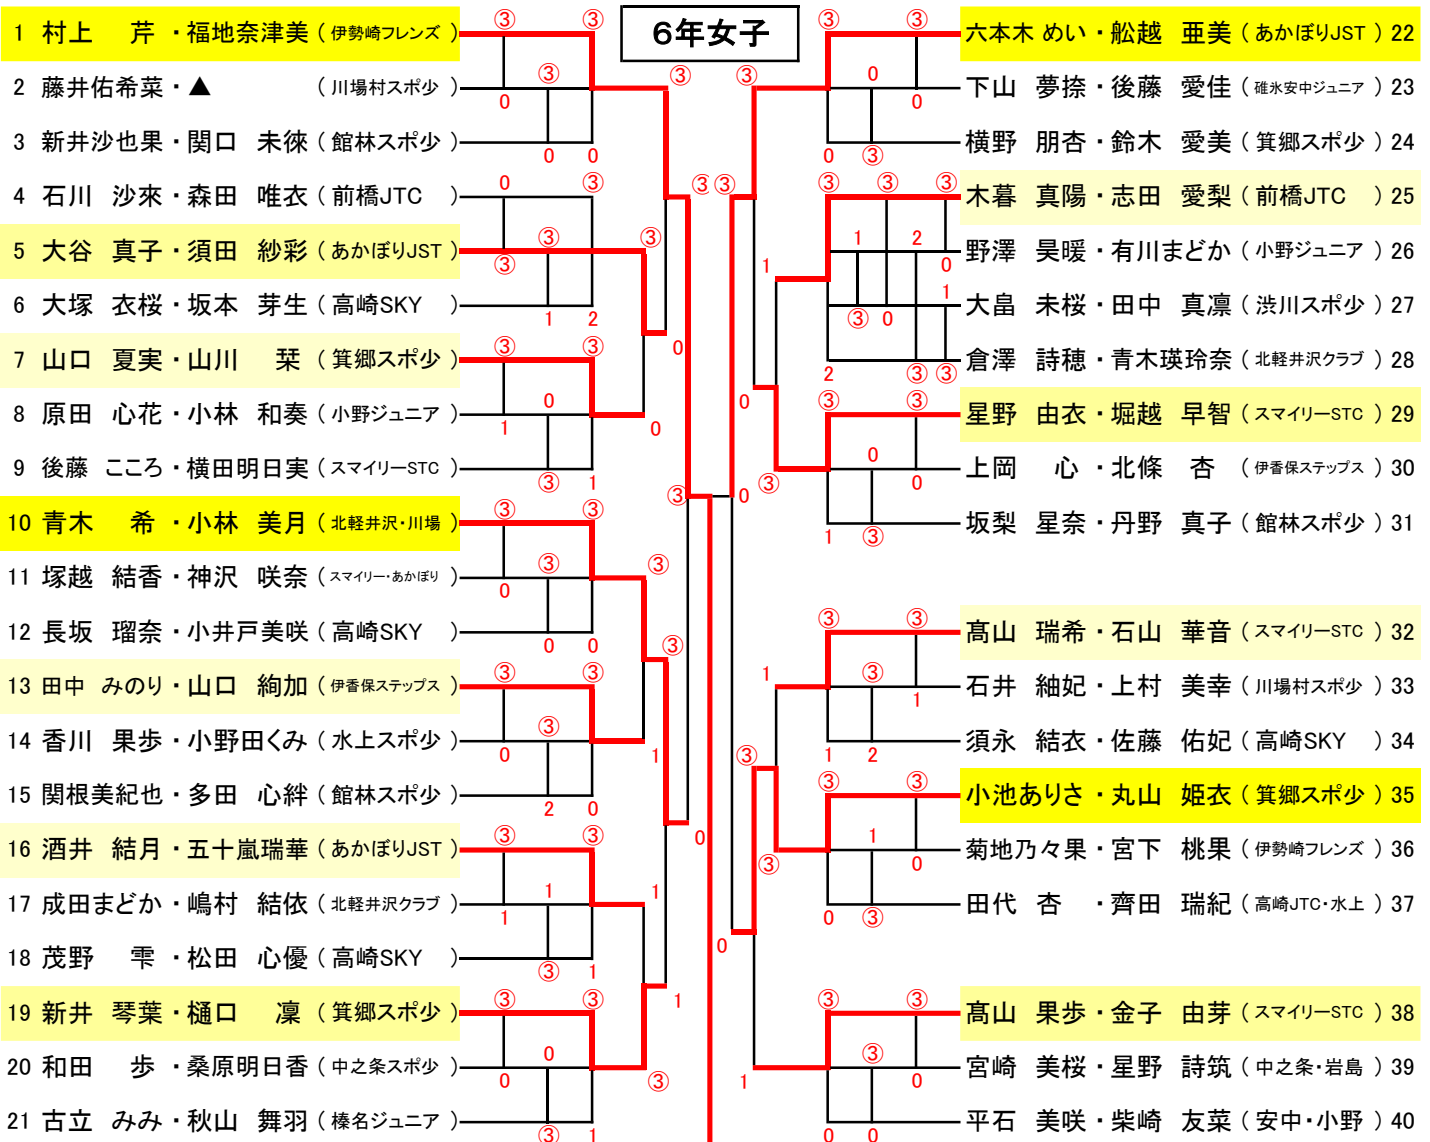 6年女子
1 村上 芹 ・福地奈津美 ( 伊勢崎フレンズ )
2 藤井佑希菜・▲ ( 川場村スポ少 )
3 新井沙也果・関口 未徠 ( 館林スポ少 )
4 石川 沙來・森田 唯衣 ( 前橋JTC )
5 大谷 真子・須田 紗彩 ( あかぼりJST )
6 大塚 衣桜・坂本 芽生 ( 高崎SKY )
7 山口 夏実・山川 栞 ( 箕郷スポ少 )
8 原田 心花・小林 和奏 ( 小野ジュニア )
9 後藤 こころ・横田明日実 ( スマイリーSTC )
10 青木 希 ・小林 美月 ( 北軽井沢・川場 )
11 塚越 結香・神沢 咲奈 ( スマイリー・あかぼり )
12 長坂 瑠奈・小井戸美咲 ( 高崎SKY )
13 田中 みのり・山口 絢加 ( 伊香保ステップス )
14 香川 果歩・小野田くみ ( 水上スポ少 )
15 関根美紀也・多田 心絆 ( 館林スポ少 )
16 酒井 結月・五十嵐瑞華 ( あかぼりJST )
17 成田まどか・嶋村 結依 ( 北軽井沢クラブ )
18 茂野 雫 ・松田 心優 ( 高崎SKY )
19 新井 琴葉・樋口 凜 ( 箕郷スポ少 )
20 和田 歩 ・桑原明日香 ( 中之条スポ少 )
21 古立 みみ・秋山 舞羽 ( 榛名ジュニア )
六本木 めい・舩越 亜美 ( あかぼりJST ) 22
下山 夢捺・後藤 愛佳 ( 碓氷安中ジュニア ) 23
横野 朋杏・鈴木 愛美 ( 箕郷スポ少 ) 24
木暮 真陽・志田 愛梨 ( 前橋JTC ) 25
野澤 昊暖・有川まどか ( 小野ジュニア ) 26
大畠 未桜・田中 真凛 ( 渋川スポ少 ) 27
倉澤 詩穂・青木瑛玲奈 ( 北軽井沢クラブ ) 28
星野 由衣・堀越 早智 ( スマイリーSTC ) 29
上岡 心 ・北條 杏 ( 伊香保ステップス ) 30
坂梨 星奈・丹野 真子 ( 館林スポ少 ) 31
髙山 瑞希・石山 華音 ( スマイリーSTC ) 32
石井 紬妃・上村 美幸 ( 川場村スポ少 ) 33
須永 結衣・佐藤 佑妃 ( 高崎SKY ) 34
小池ありさ・丸山 姫衣 ( 箕郷スポ少 ) 35
菊地乃々果・宮下 桃果 ( 伊勢崎フレンズ ) 36
田代 杏 ・齊田 瑞紀 ( 高崎JTC・水上 ) 37
髙山 果歩・金子 由芽 ( スマイリーSTC ) 38
宮崎 美桜・星野 詩筑 ( 中之条・岩島 ) 39
平石 美咲・柴崎 友菜 ( 安中・小野 ) 40